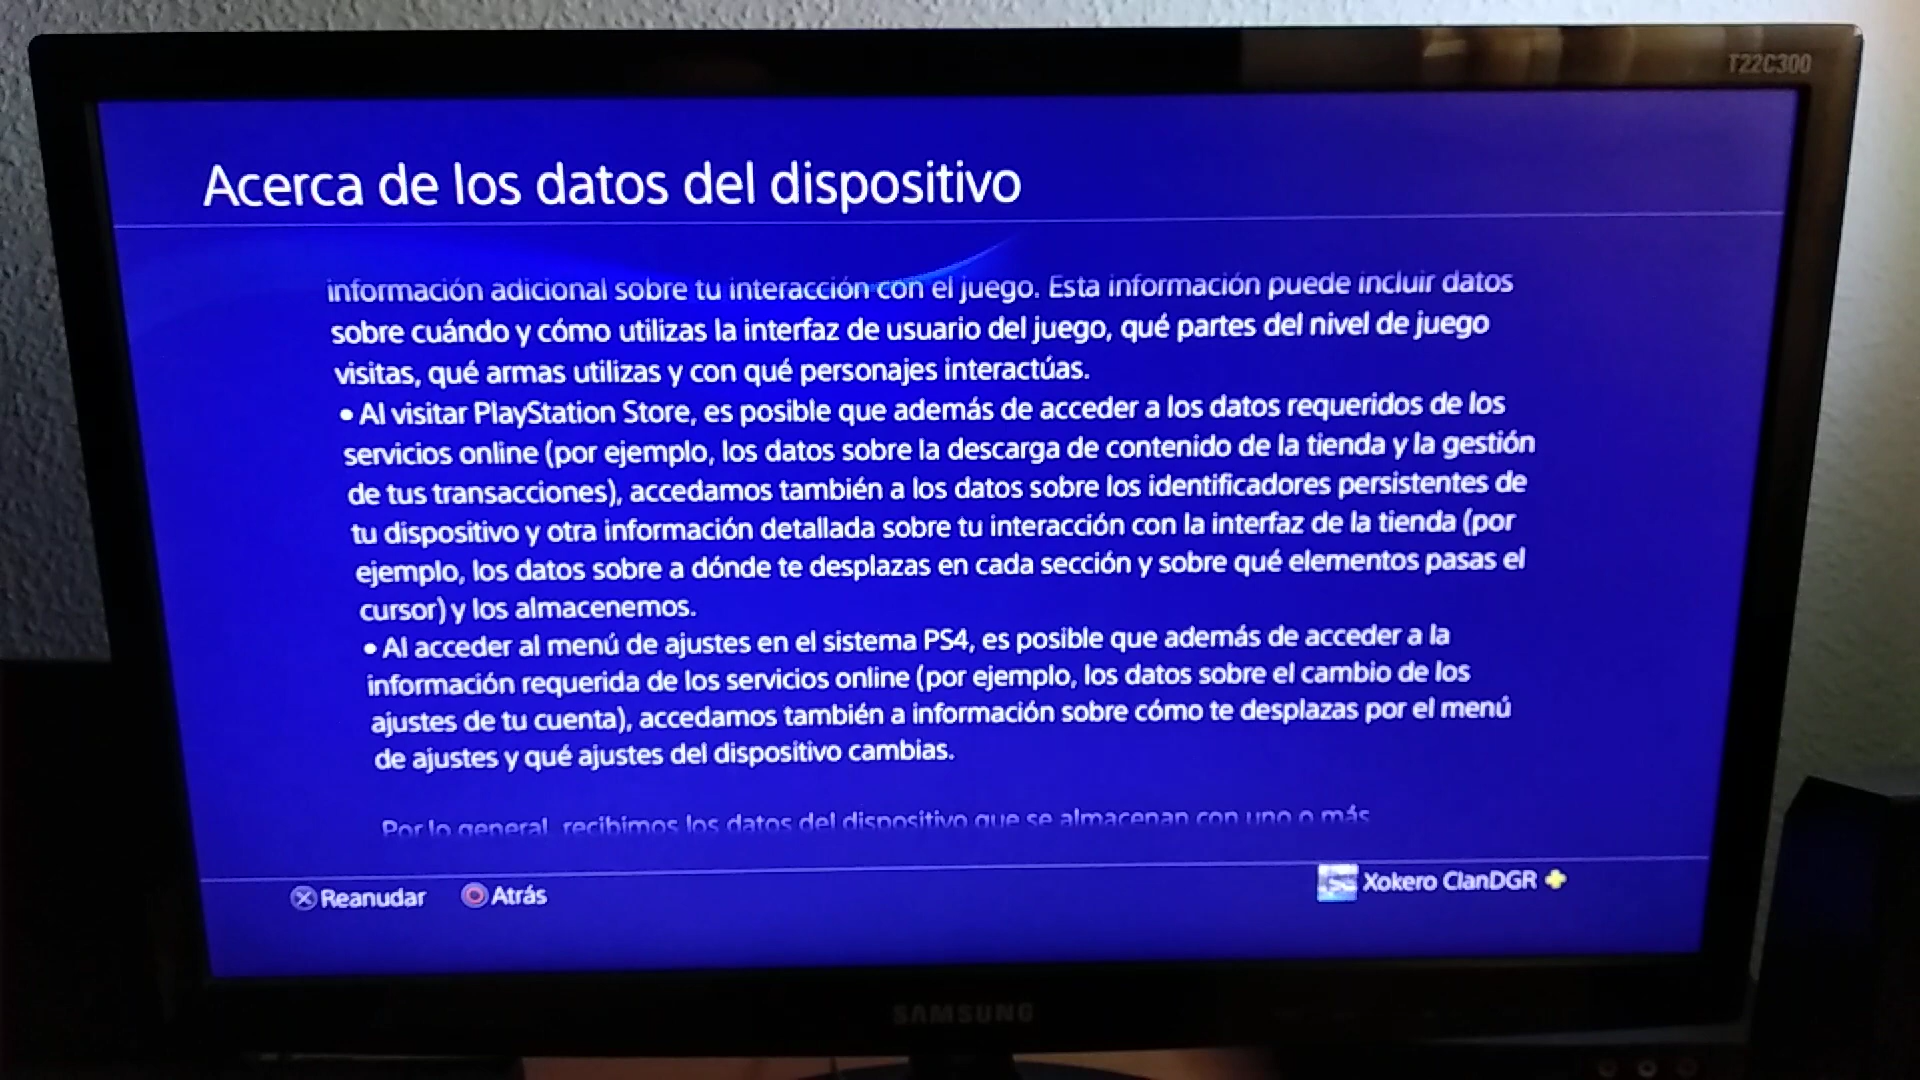 T22C300
Acerca de los datos del dispositivo
información adicional sobre tu interacción con el juego. Esta información puede incluir datos
sobre cuándo y cómo utilizas la interfaz de usuario del juego, qué partes del nivel de juego
visitas, qué armas utilizas y con qué personajes interactúas.
• Al visitar PlayStation Store, es posible que además de acceder a los datos requeridos de los
servicios online (por ejemplo, los datos sobre la descarga de contenido de la tienda y la gestión
de tus transacciones), accedamos también a los datos sobre los identificadores persistentes de
tu dispositivo y otra información detallada sobre tu interacción con la interfaz de la tienda (por
ejemplo, los datos sobre a dónde te desplazas en cada sección y sobre qué elementos pasas el
cursor) y los almacenemos.
• Al acceder al menú de ajustes en el sistema PS4, es posible que además de acceder a la
información requerida de los servicios online (por ejemplo, los datos sobre el cambio de los
ajustes de tu cuenta), accedamos también a información sobre cómo te desplazas por el menú
de ajustes y qué ajustes del dispositivo cambias.
Por lo general, recibimos los datos del dispositivo que se almacenan con uno o más
Reanudar Atrás
Xokero ClanDGR
SAMSUNG